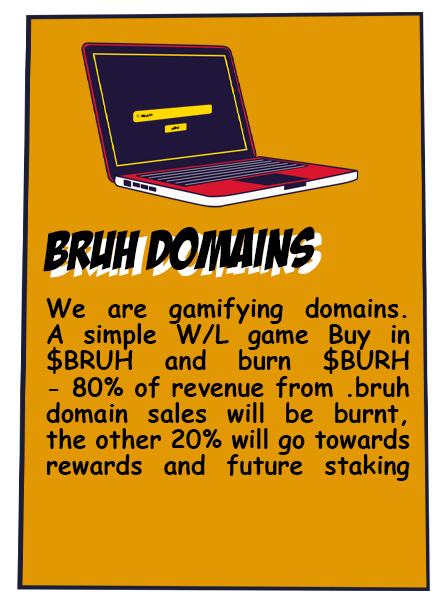 BRUH DOMAINS
We are gamifying domains.
A simple W/L game Buy in
$BRUH and burn $BURH
- 80% of revenue from .bruh
domain sales will be burnt,
the other 20% will go towards
rewards and future staking